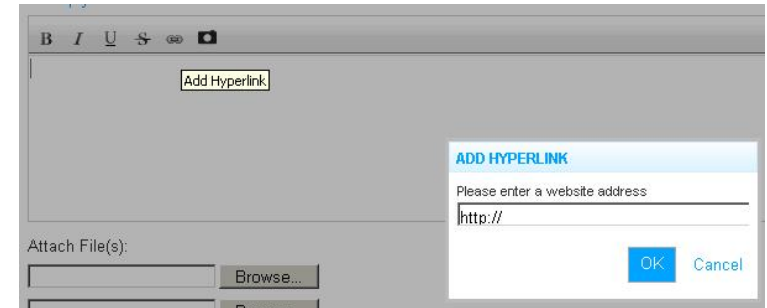 B I U S
Add Hyperlink
ADD HYPERLINK
Please enter a website address
http://
OK Cancel
Attach File(s):
Browse...